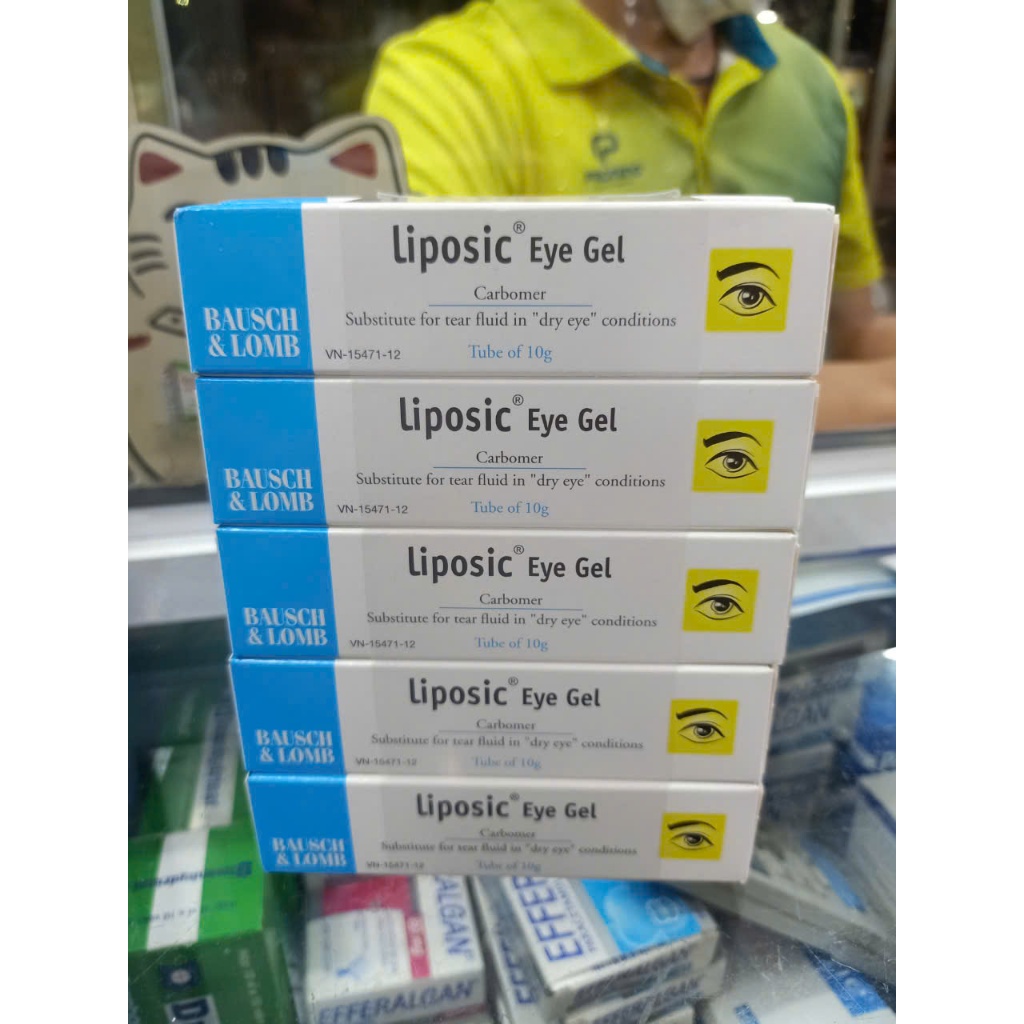 Liposic® Eye Gel
Carbomer
Substitute for tear fluid in "dry eye" conditions
BAUSCH
& LOMB
VN-15471-12
Tube of 10g
Liposic® Eye Gel
Carbomer
Substitute for tear fluid in "dry eye" conditions
BAUSCH
& LOMB
VN-15471-12
Tube of 10g
Liposic® Eye Gel
Carbomer
Substitute for tear fluid in "dry eye" conditions
BAUSCH
& LOMB
VN-15471-12
Tube of 10g
Liposic® Eye Gel
Carbomer
Substitute for tear fluid in "dry eye" conditions
BAUSCH
& LOMB
VN-15471-12
Tube of 10g
Liposic® Eye Gel
Carbomer
Substitute for tear fluid in "dry eye" conditions
BAUSCH
& LOMB
VN-15471-12
Tube of 10g
EFFERALGAN